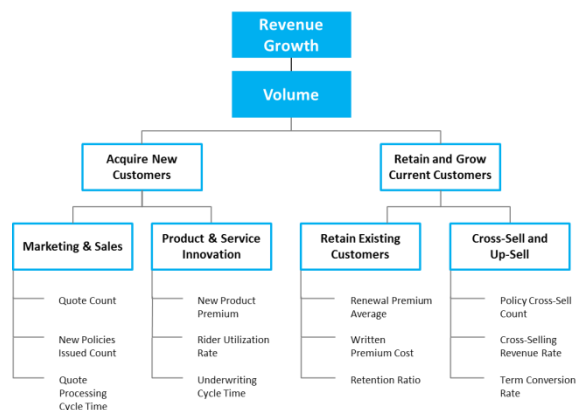 Revenue
Growth
Volume
Acquire New
Customers
Retain and Grow
Current Customers
Marketing & Sales
Product & Service
Innovation
Retain Existing
Customers
Cross-Sell and
Up-Sell
Quote Count
New Policies
Issued Count
Quote
Processing
Cycle Time
New Product
Premium
Rider Utilization
Rate
Underwriting
Cycle Time
Renewal Premium
Average
Written
Premium Cost
Retention Ratio
Policy Cross-Sell
Count
Cross-Selling
Revenue Rate
Term Conversion
Rate